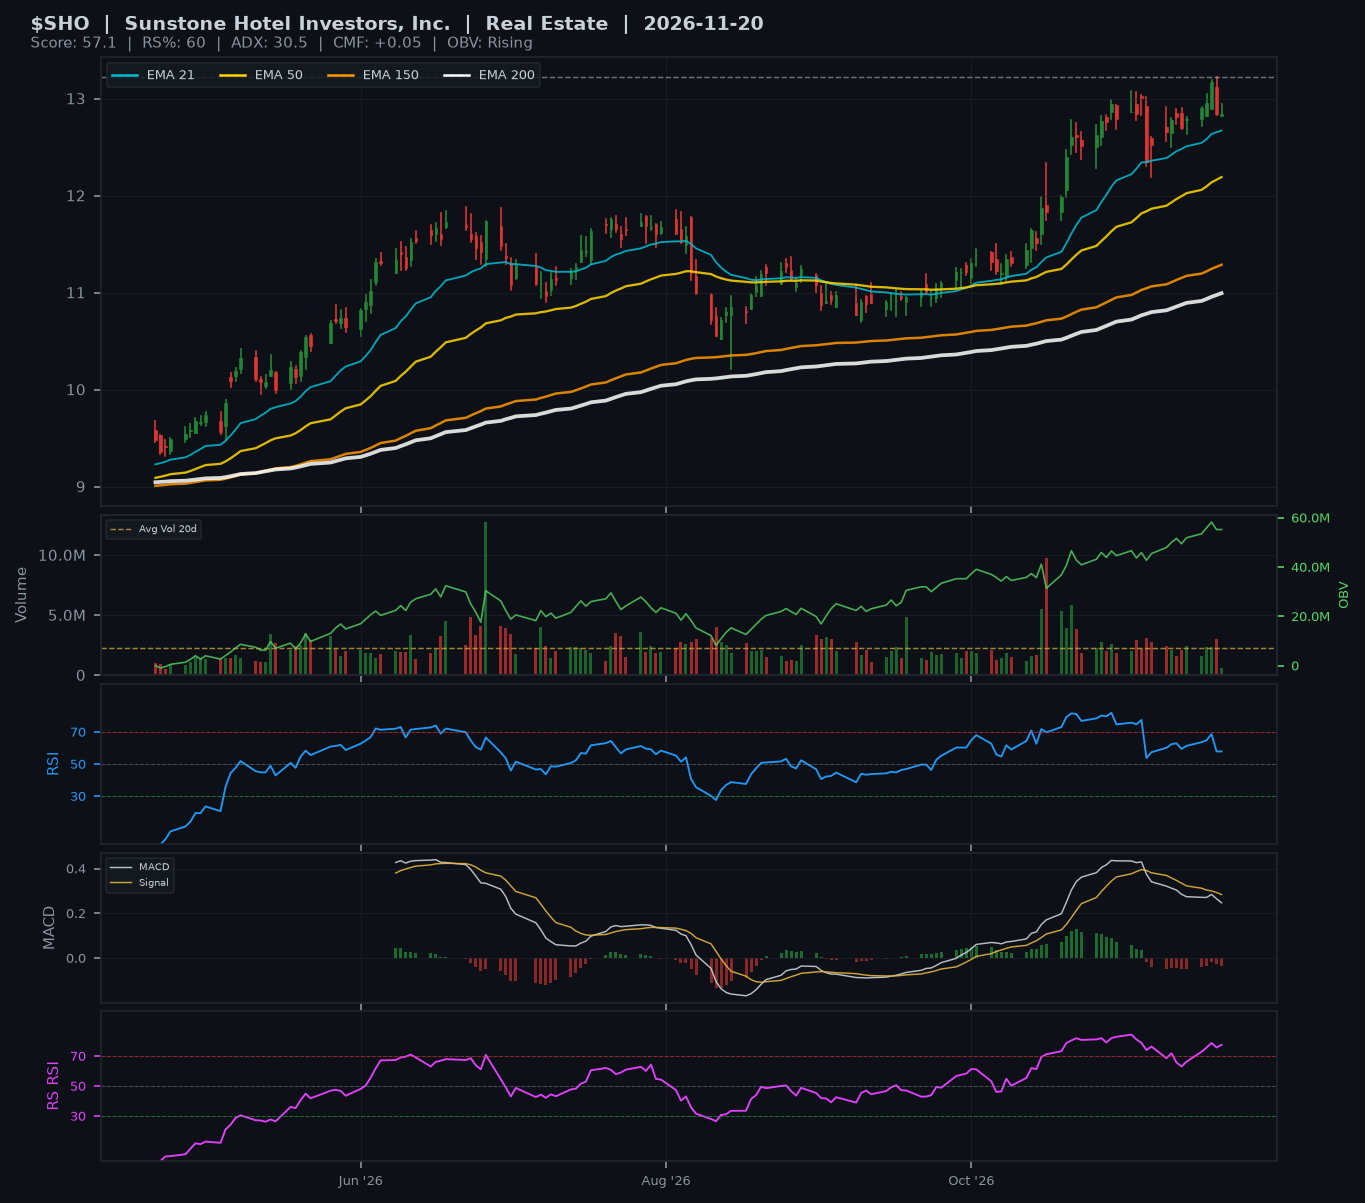 $SHO | Sunstone Hotel Investors, Inc. | Real Estate | 2026-11-20
Score: 57.1 | RS%: 60 | ADX: 30.5 | CMF: +0.05 | OBV: Rising
EMA 21 EMA 50 EMA 150 EMA 200
13
12
11
10
9
Avg Vol 20d
Volume
10.0M
5.0M
0
60.0M
40.0M
20.0M
0
OBV
RSI
70
50
30
MACD
Signal
MACD
0.4
0.2
0.0
RS RSI
70
50
30
Jun '26 Aug '26 Oct '26